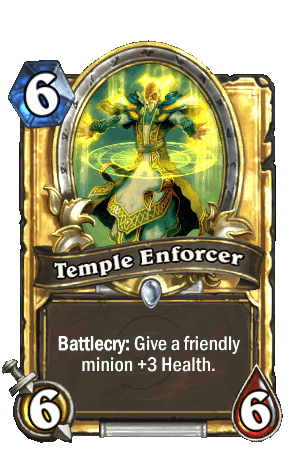 6
Temple Enforcer
Battlecry: Give a friendly
minion +3 Health.
6
6